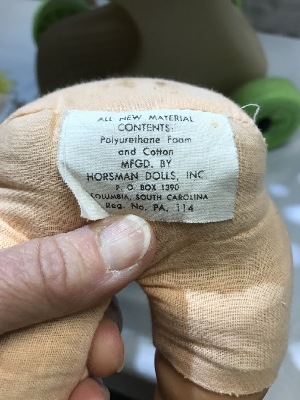 ALL NEW MATERIAL
CONTENTS:
Polyurethane Foam
and Cotton
MFGD. BY
HORSMAN DOLLS, INC.
P. O. BOX 1390
COLUMBIA, SOUTH CAROLINA
Reg. No. PA. 114